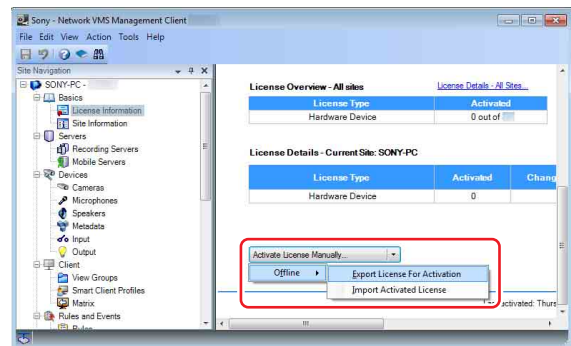 Sony - Network VMS Management Client
File Edit View Action Tools Help
Site Navigation
SONY-PC -
Basics
License Information
Site Information
Servers
Recording Servers
Mobile Servers
Devices
Cameras
Microphones
Speakers
Metadata
Input
Output
Client
View Groups
Smart Client Profiles
Matrix
Rules and Events
Rules
License Overview - All sites
License Details - All Sites...
License Type Activated
Hardware Device 0 out of
License Details - Current Site: SONY-PC
License Type Activated Chang
Hardware Device 0
Activate License Manually...
Offline
Export License For Activation
Import Activated License
activated: Thurs